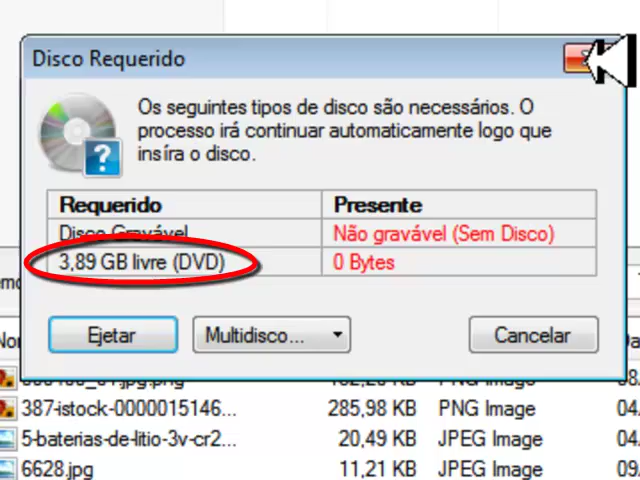 Disco Requerido
Os seguintes tipos de disco são necessários. O
processo irá continuar automaticamente logo que
insíra o disco.
Requerido Presente
Disco Gravável Não gravável (Sem Disco)
3,89 GB livre (DVD) 0 Bytes
Ejetar Multidisco... Cancelar
387-istock-0000015146... 285,98 KB PNG Image 04.
5-baterias-de-litio-3v-cr2... 20,49 KB JPEG Image 04.
6628.jpg 11,21 KB JPEG Image 09.